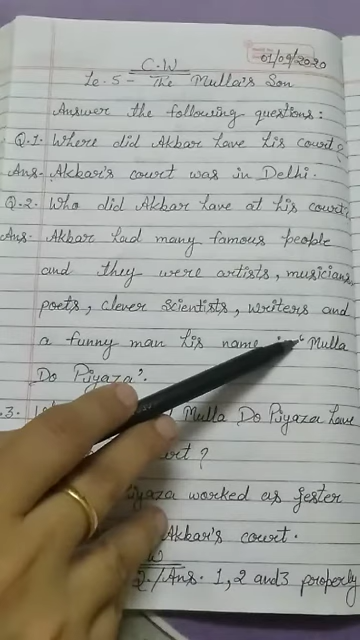 C.W
01/09/2020
Le.5- The Mulla's Son
Answer the following questions:
Q.1. Where did Akbar have his court?
Ans- Akbar's court was in Delhi.
Q.2. Who did Akbar have at his court?
Ans- Akbar had many famous people
and they were artists, musicians,
poets, clever scientists, writers and
a funny man his name "Mulla
Do Piyaza".
.3. Mulla Do Piyaza have
court?
Piyaza worked as jester
Akbar's court.
W
Q./Ans. 1, 2 and 3 properly